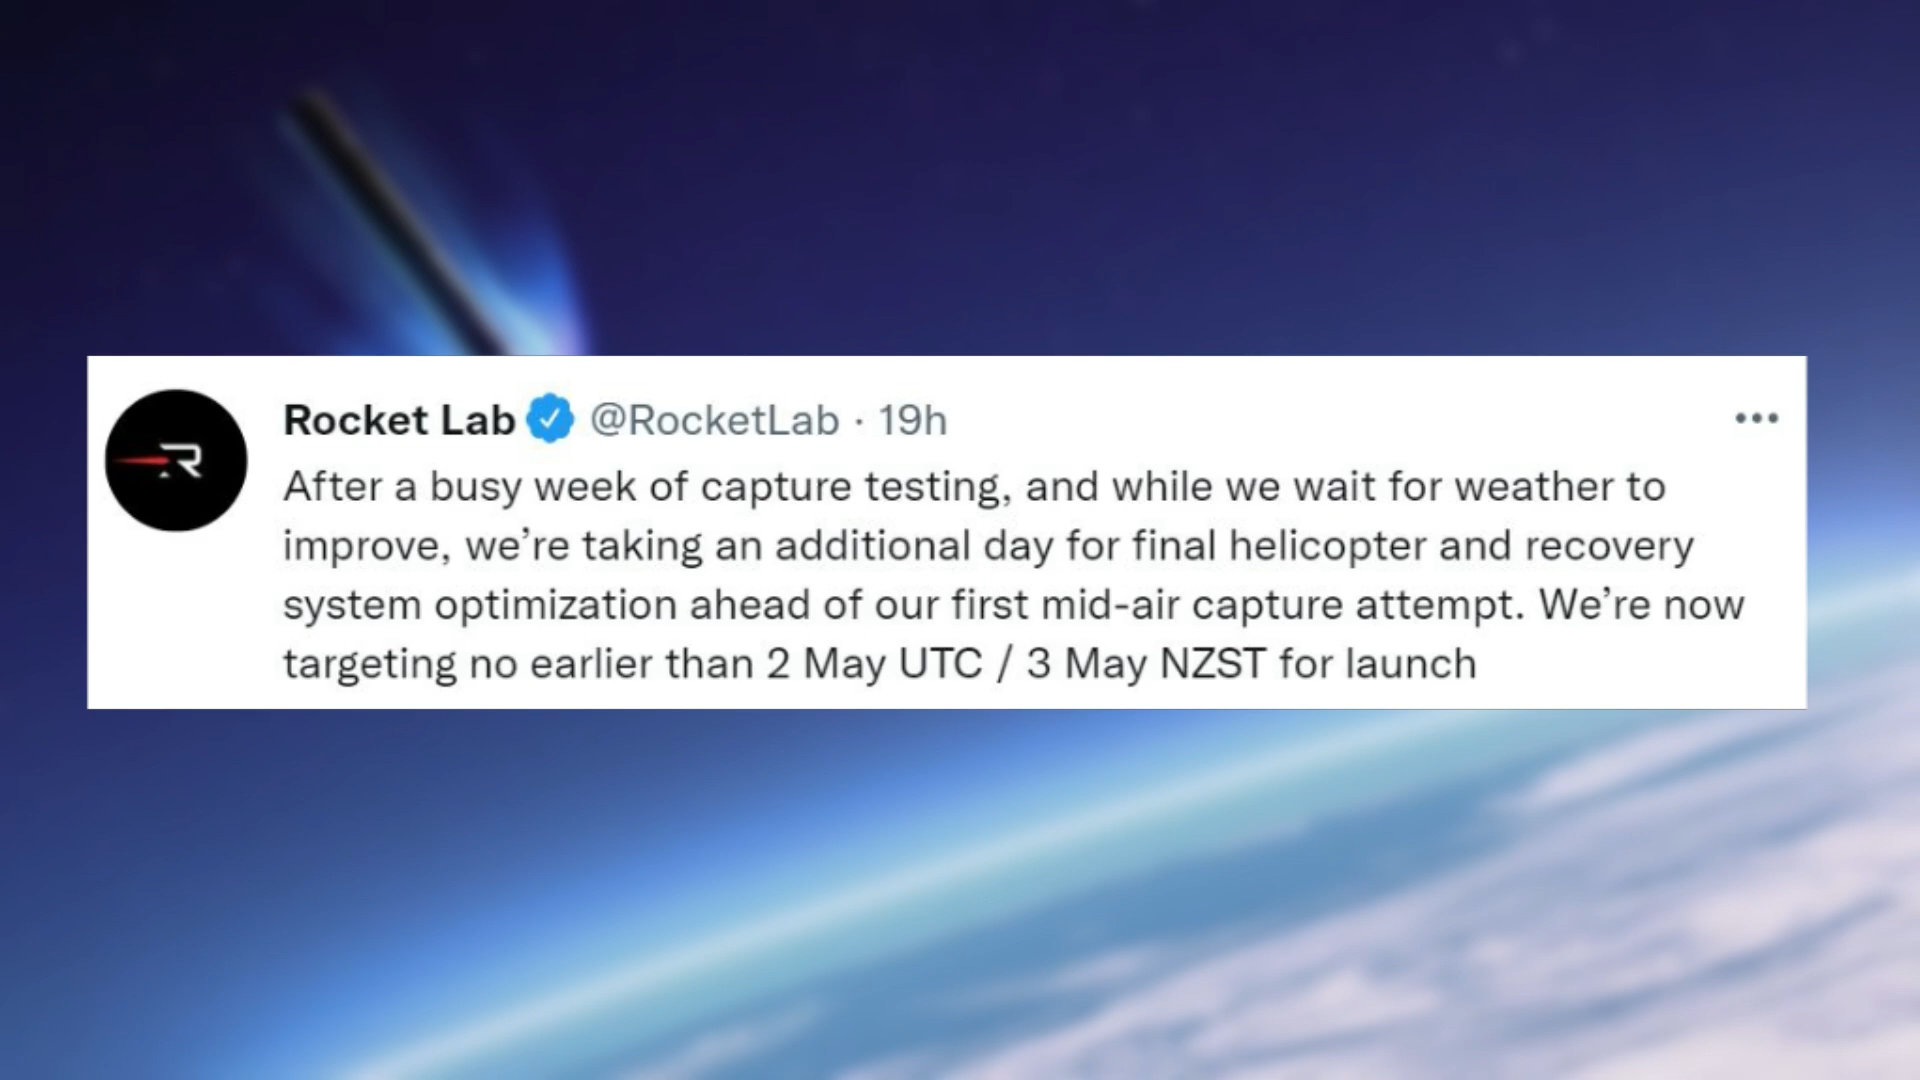 Rocket Lab @RocketLab · 19h
After a busy week of capture testing, and while we wait for weather to
improve, we’re taking an additional day for final helicopter and recovery
system optimization ahead of our first mid-air capture attempt. We’re now
targeting no earlier than 2 May UTC / 3 May NZST for launch